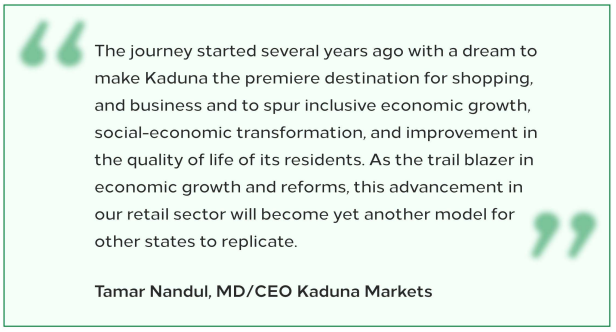 The journey started several years ago with a dream to
make Kaduna the premiere destination for shopping,
and business and to spur inclusive economic growth,
social-economic transformation, and improvement in
the quality of life of its residents. As the trail blazer in
economic growth and reforms, this advancement in
our retail sector will become yet another model for
other states to replicate.
Tamar Nandul, MD/CEO Kaduna Markets